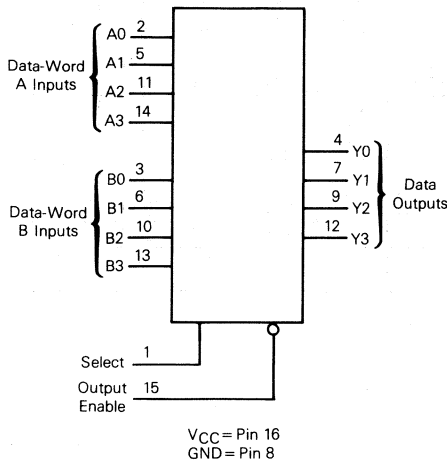 Data-Word
A Inputs
A0 2
A1 5
A2 11
A3 14
Data-Word
B Inputs
B0 3
B1 6
B2 10
B3 13
4 Y0
7 Y1
9 Y2
12 Y3
Data
Outputs
Select 1
Output
Enable 15
VCC = Pin 16
GND = Pin 8